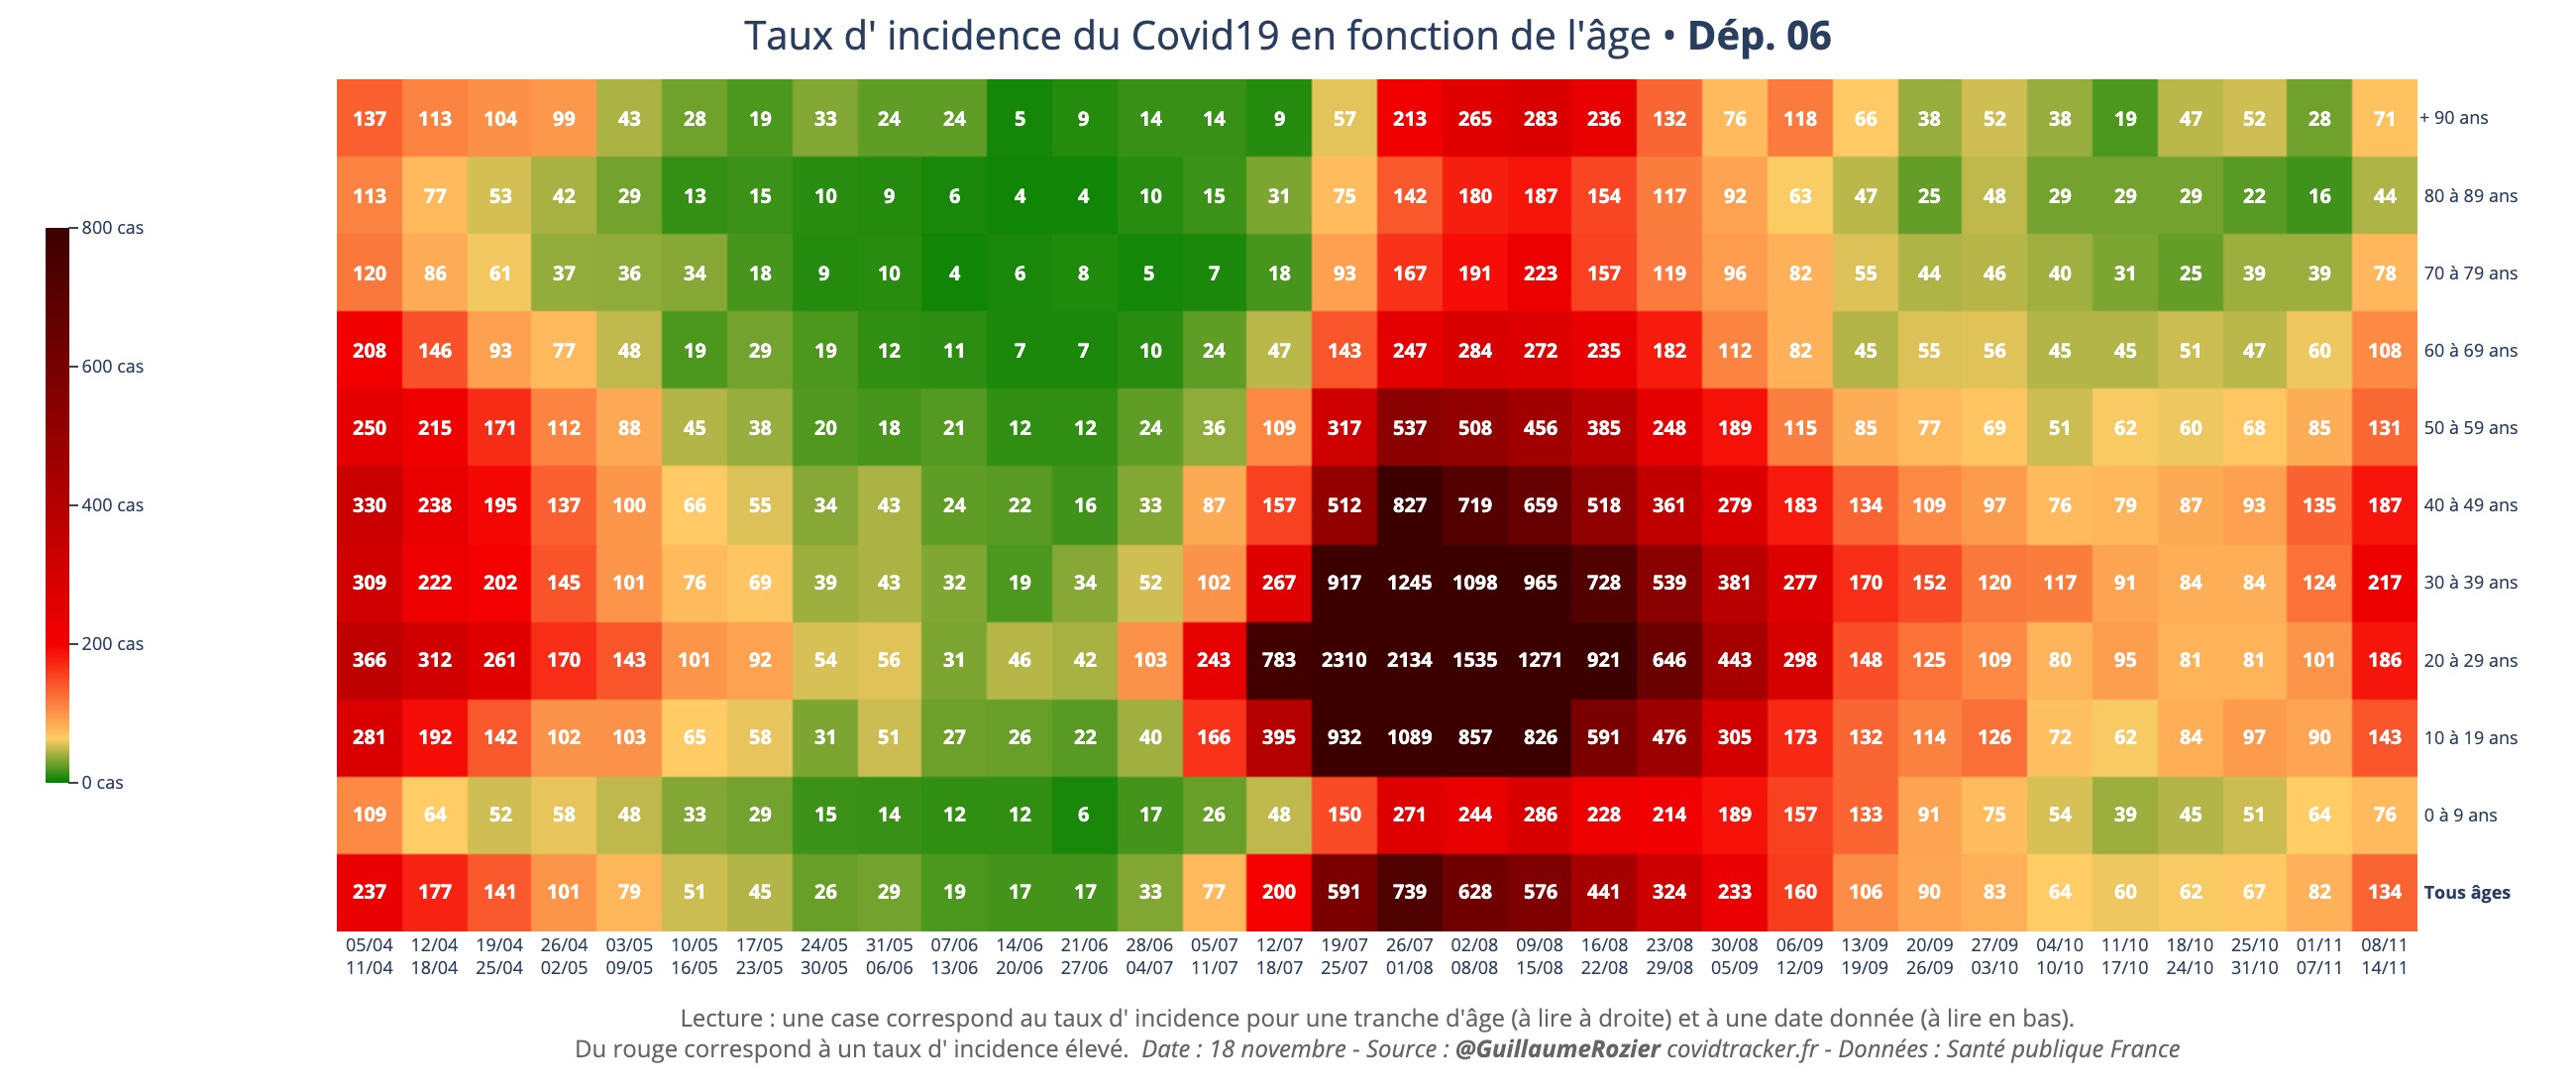 Taux d' incidence du Covid19 en fonction de l'âge • Dép. 06
800 cas
600 cas
400 cas
200 cas
0 cas
137 113 104 99 43 28 19 33 24 24 5 9 14 14 9 57 213 265 283 236 132 76 118 66 38 52 38 19 47 52 28 71 + 90 ans
113 77 53 42 29 13 15 10 9 6 4 4 10 15 31 75 142 180 187 154 117 92 63 47 25 48 29 29 29 22 16 44 80 à 89 ans
120 86 61 37 36 34 18 9 10 4 6 8 5 7 18 93 167 191 223 157 119 96 82 55 44 46 40 31 25 39 39 78 70 à 79 ans
208 146 93 77 48 19 29 19 12 11 7 7 10 24 47 143 247 284 272 235 182 112 82 45 55 56 45 45 51 47 60 108 60 à 69 ans
250 215 171 112 88 45 38 20 18 21 12 12 24 36 109 317 537 508 456 385 248 189 115 85 77 69 51 62 60 68 85 131 50 à 59 ans
330 238 195 137 100 66 55 34 43 24 22 16 33 87 157 512 827 719 659 518 361 279 183 134 109 97 76 79 87 93 135 187 40 à 49 ans
309 222 202 145 101 76 69 39 43 32 19 34 52 102 267 917 1245 1098 965 728 539 381 277 170 152 120 117 91 84 84 124 217 30 à 39 ans
366 312 261 170 143 101 92 54 56 31 46 42 103 243 783 2310 2134 1535 1271 921 646 443 298 148 125 109 80 95 81 81 101 186 20 à 29 ans
281 192 142 102 103 65 58 31 51 27 26 22 40 166 395 932 1089 857 826 591 476 305 173 132 114 126 72 62 84 97 90 143 10 à 19 ans
109 64 52 58 48 33 29 15 14 12 12 6 17 26 48 150 271 244 286 228 214 189 157 133 91 75 54 39 45 51 64 76 0 à 9 ans
237 177 141 101 79 51 45 26 29 19 17 17 33 77 200 591 739 628 576 441 324 233 160 106 90 83 64 60 62 67 82 134 Tous âges
05/04 12/04 19/04 26/04 03/05 10/05 17/05 24/05 31/05 07/06 14/06 21/06 28/06 05/07 12/07 19/07 26/07 02/08 09/08 16/08 23/08 30/08 06/09 13/09 20/09 27/09 04/10 11/10 18/10 25/10 01/11 08/11
11/04 18/04 25/04 02/05 09/05 16/05 23/05 30/05 06/06 13/06 20/06 27/06 04/07 11/07 18/07 25/07 01/08 08/08 15/08 22/08 29/08 05/09 12/09 19/09 26/09 03/10 10/10 17/10 24/10 31/10 07/11 14/11
Lecture : une case correspond au taux d' incidence pour une tranche d'âge (à lire à droite) et à une date donnée (à lire en bas).
Du rouge correspond à un taux d' incidence élevé. Date : 18 novembre - Source : @GuillaumeRozier covidtracker.fr - Données : Santé publique France